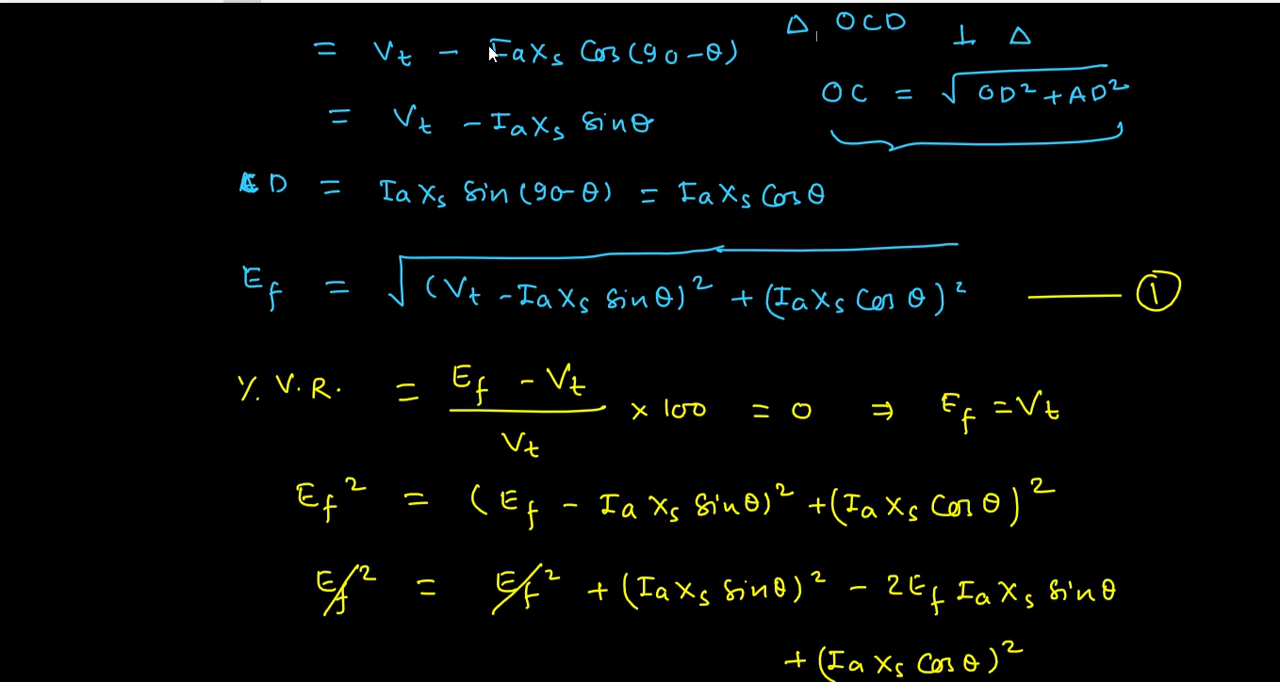 = Vt - IaXs Cos(90-θ)
Δ OCD
⊥ Δ
= Vt - IaXs sinθ
OC = √OD²+AD²
D = IaXs sin(90-θ) = IaXs Cosθ
Ef = √(Vt - IaXs sinθ)² + (IaXs Cosθ)² —— ①
% V.R. = Ef - Vt / Vt × 100 = 0 ⇒ Ef = Vt
Ef² = (Ef - IaXs sinθ)² + (IaXs Cosθ)²
Ef² = Ef² + (IaXs sinθ)² - 2Ef IaXs sinθ
+ (IaXs Cosθ)²